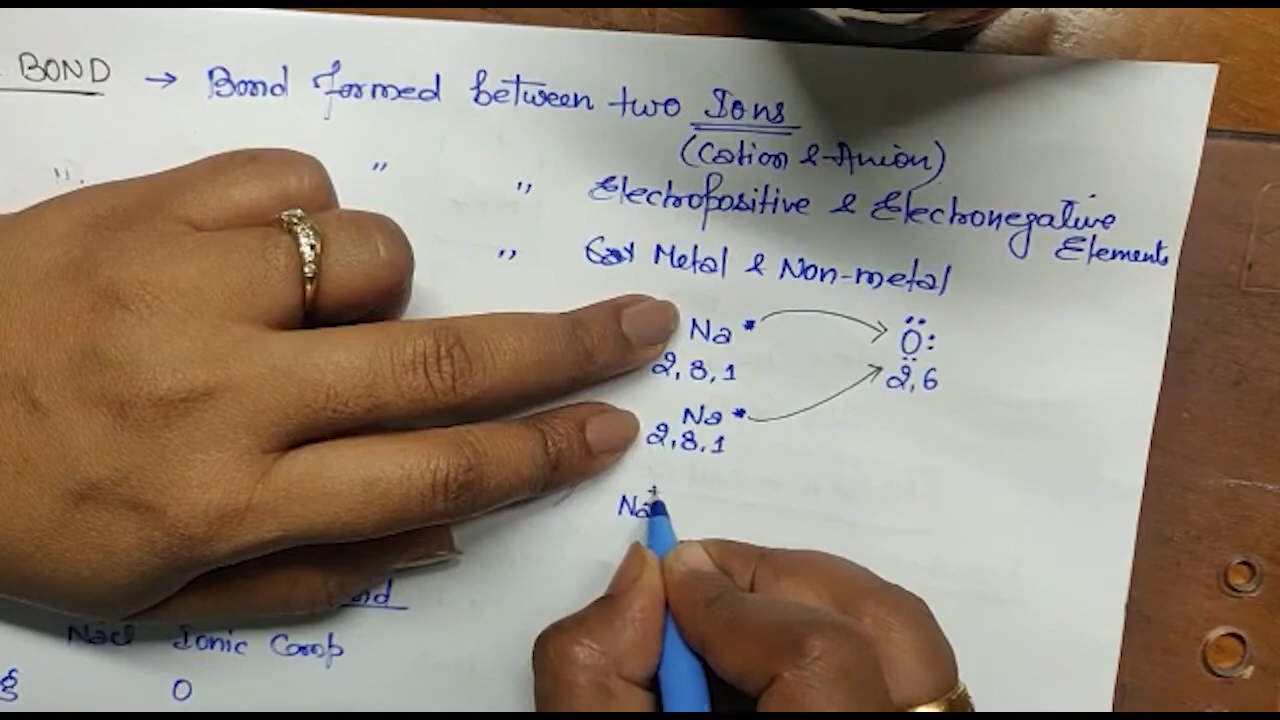 BOND → Bond formed between two Ions
(Cation & Anion)
" " Electropositive & Electronegative
Elements
" Metal & Non-metal
Na * Ö:
2,8,1 2,6
Na *
2,8,1
Na+
Nacl Ionic Comp
O